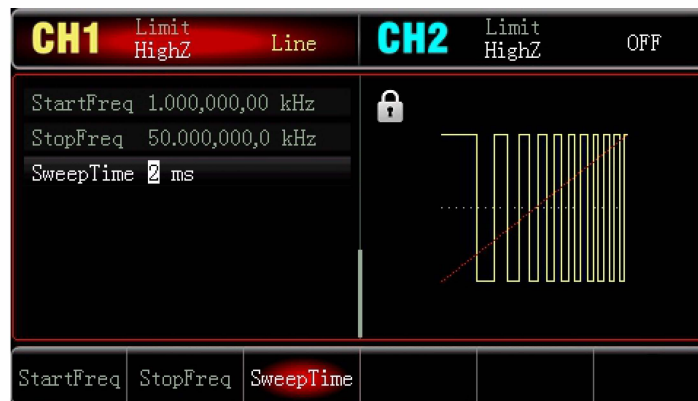 CH1 Limit HighZ Line CH2 Limit HighZ OFF
StartFreq 1.000,000,00 kHz
StopFreq 50.000,000,0 kHz
SweepTime 2 ms
StartFreq StopFreq SweepTime